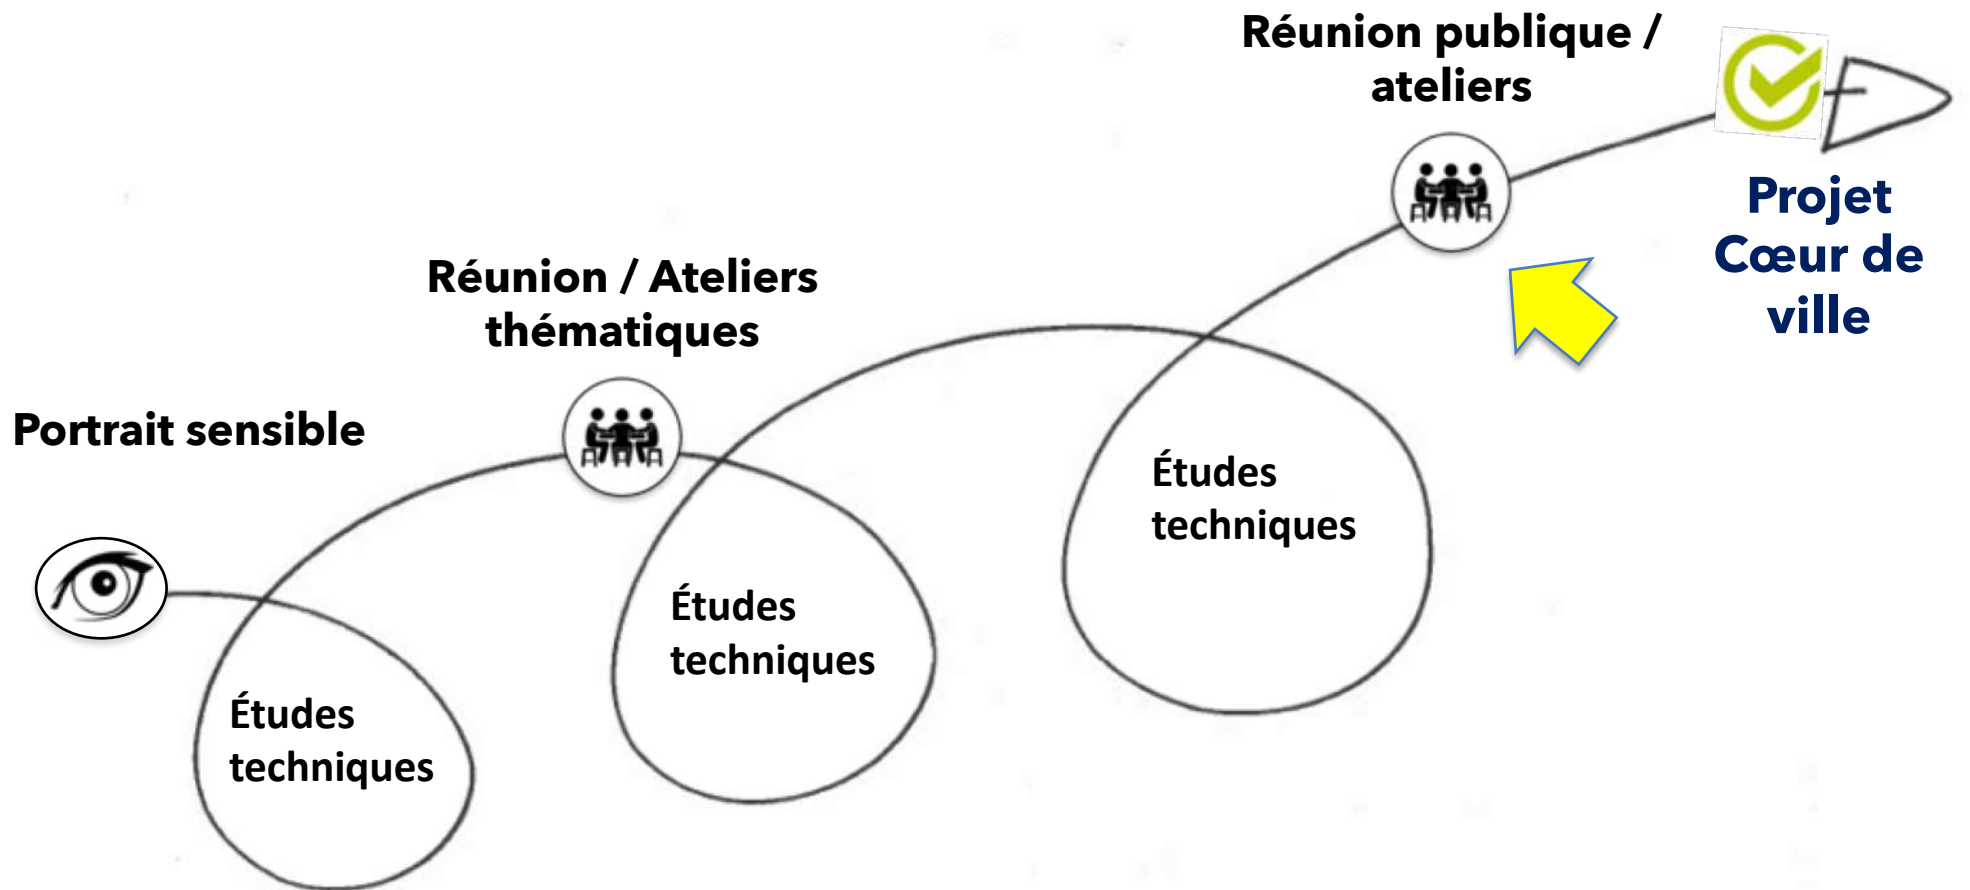 Réunion publique /
ateliers
Projet
Cœur de
ville
Réunion / Ateliers
thématiques
Portrait sensible
Études
techniques
Études
techniques
Études
techniques